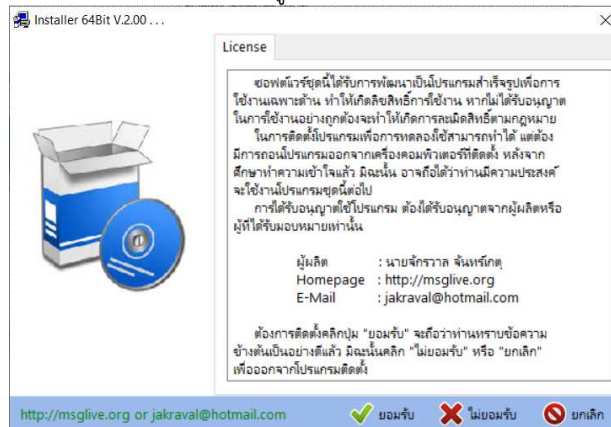 Installer 64Bit V.2.00 . . .
License
ซอฟต์แวร์ชุดนี้ได้รับการพัฒนาเป็นโปรแกรมสำเร็จรูปเพื่อการ
ใช้งานเฉพาะด้าน ทำให้เกิดลิขสิทธิ์การใช้งาน หากไม่ได้รับอนุญาต
ในการใช้งานอย่างถูกต้องจะทำให้เกิดการละเมิดสิทธิ์ตามกฎหมาย
ในการติดตั้งโปรแกรมเพื่อการทดลองใช้สามารถทำได้ แต่ต้อง
มีการถอนโปรแกรมออกจากเครื่องคอมพิวเตอร์ที่ติดตั้ง หลังจาก
ศึกษาทำความเข้าใจแล้ว มิฉะนั้น อาจถือได้ว่าท่านมีความประสงค์
จะใช้งานโปรแกรมชุดนี้ต่อไป
การได้รับอนุญาตใช้โปรแกรม ต้องได้รับอนุญาตจากผู้ผลิตหรือ
ผู้ที่ได้รับมอบหมายเท่านั้น
ผู้ผลิต : นายจักรวาล จันทร์เกตุ
Homepage : http://msglive.org
E-Mail : jakraval@hotmail.com
ต้องการติดตั้งคลิกปุ่ม "ยอมรับ" จะถือว่าท่านทราบข้อความ
ข้างต้นเป็นอย่างดีแล้ว มิฉะนั้นคลิก "ไม่ยอมรับ" หรือ "ยกเลิก"
เพื่อออกจากโปรแกรมติดตั้ง
http://msglive.org or jakraval@hotmail.com ยอมรับ ไม่ยอมรับ ยกเลิก